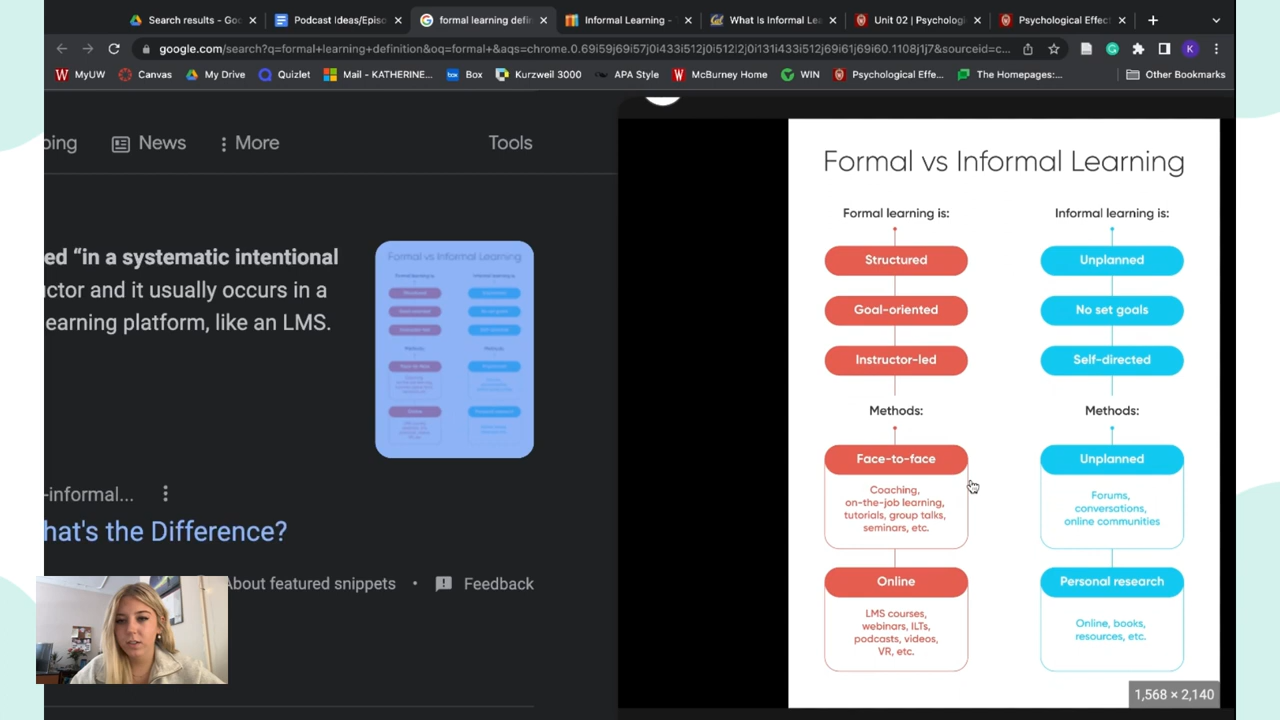 Search results - Goo
Podcast Ideas/Episo
formal learning defin
Informal Learning -
What Is Informal Le
Unit 02 | Psychologi
Psychological Effect
google.com/search?q=formal+learning+definition&oq=formal+&aqs=chrome.0.69i59j69i57j0i433i512j0i512l2j0i131i433i512j69i61j69i60.1108j1j7&sourceid=c...
K
MyUW
Canvas
My Drive
Quizlet
Mail - KATHERINE...
Box
Kurzweil 3000
APA Style
McBurney Home
WIN
Psychological Effe...
The Homepages:...
Other Bookmarks
ping
News
More
Tools
ed “in a systematic intentional
uctor and it usually occurs in a
earning platform, like an LMS.
Formal vs Informal Learning
-informal...
hat's the Difference?
About featured snippets
Feedback
Formal vs Informal Learning
Formal learning is:
Structured
Goal-oriented
Instructor-led
Methods:
Face-to-face
Coaching,
on-the-job learning,
tutorials, group talks,
seminars, etc.
Online
LMS courses,
webinars, ILTs,
podcasts, videos,
VR, etc.
Informal learning is:
Unplanned
No set goals
Self-directed
Methods:
Unplanned
Forums,
conversations,
online communities
Personal research
Online, books,
resources, etc.
1,568 × 2,140